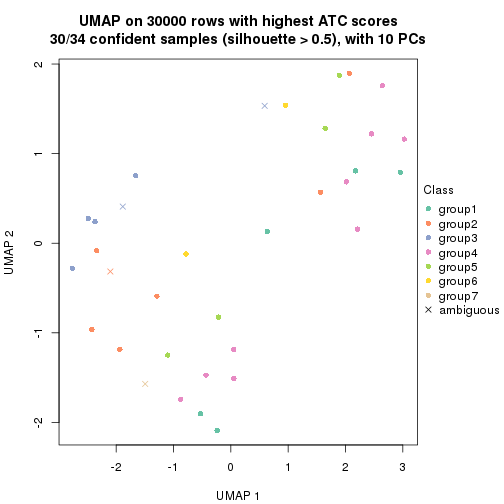 UMAP on 30000 rows with highest ATC scores
30/34 confident samples (silhouette > 0.5), with 10 PCs
UMAP 2
2
1
0
-1
-2
-2
-1
0
1
2
3
UMAP 1
Class
group1
group2
group3
group4
group5
group6
group7
ambiguous